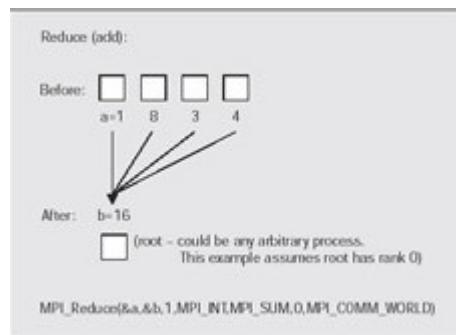 Reduce (add):
Before:
a=1 8 3 4
After: b=16
(root – could be any arbitrary process.
This example assumes root has rank 0)
MPI_Reduce(&a,&b,1,MPI_INT,MPI_SUM,0,MPI_COMM_WORLD)